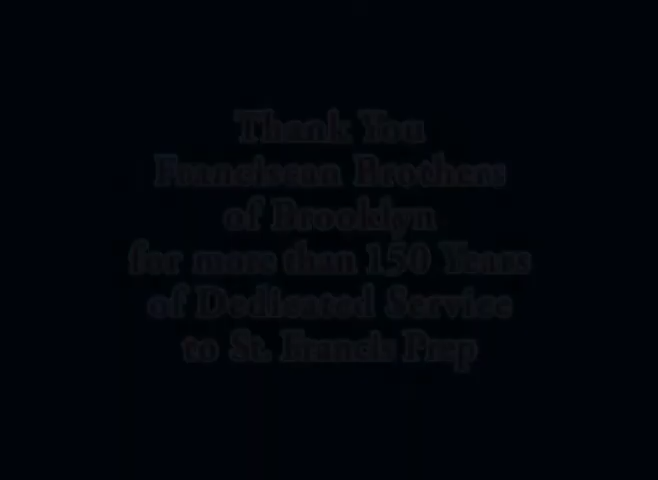 Thank You
Franciscan Brothers
of Brooklyn
for more than 150 Years
of Dedicated Service
to St. Francis Prep